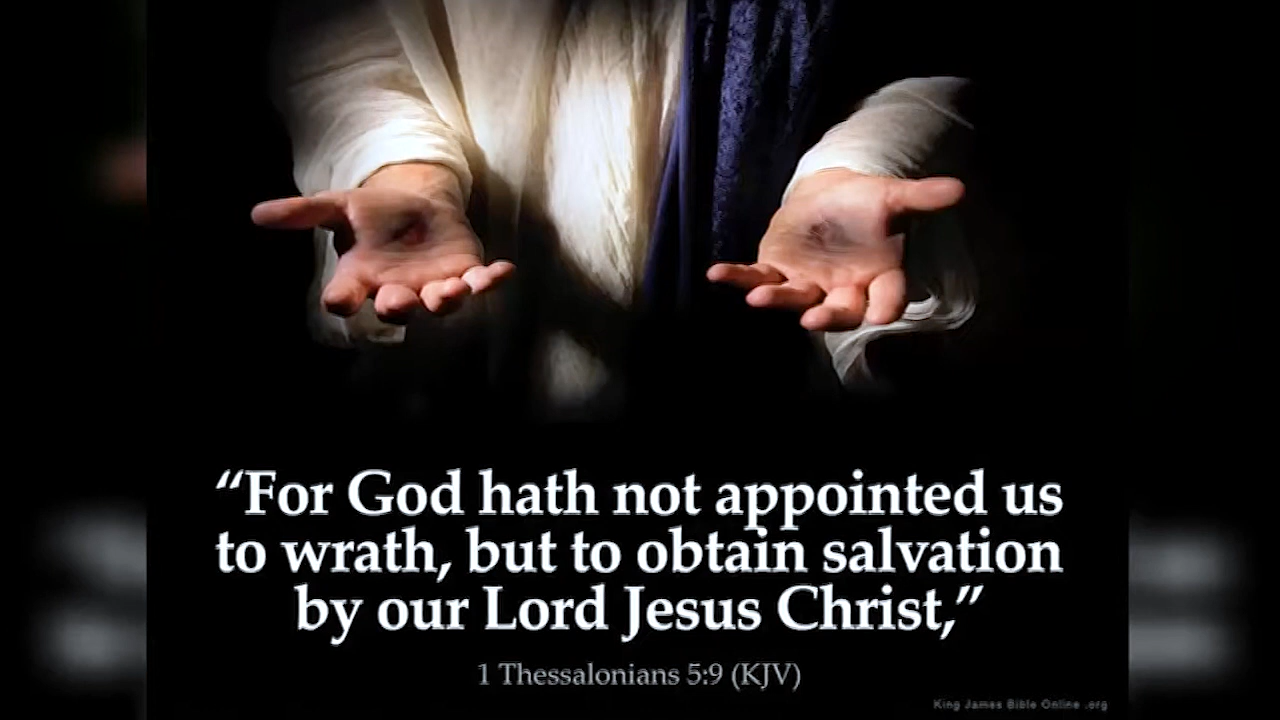 “For God hath not appointed us
to wrath, but to obtain salvation
by our Lord Jesus Christ,”
1 Thessalonians 5:9 (KJV)
King James Bible Online .org